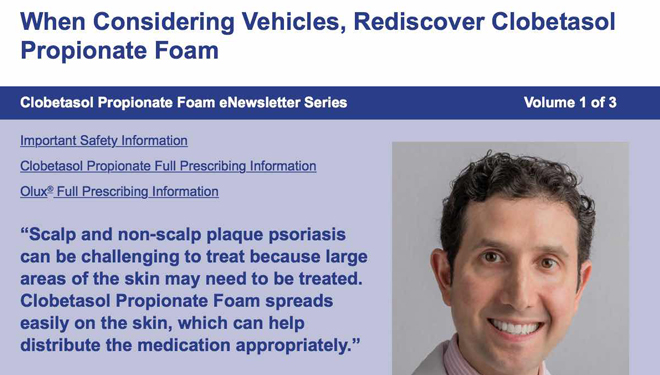 When Considering Vehicles, Rediscover Clobetasol
Propionate Foam
Clobetasol Propionate Foam eNewsletter Series
Volume 1 of 3
Important Safety Information
Clobetasol Propionate Full Prescribing Information
Olux® Full Prescribing Information
“Scalp and non-scalp plaque psoriasis
can be challenging to treat because large
areas of the skin may need to be treated.
Clobetasol Propionate Foam spreads
easily on the skin, which can help
distribute the medication appropriately.”